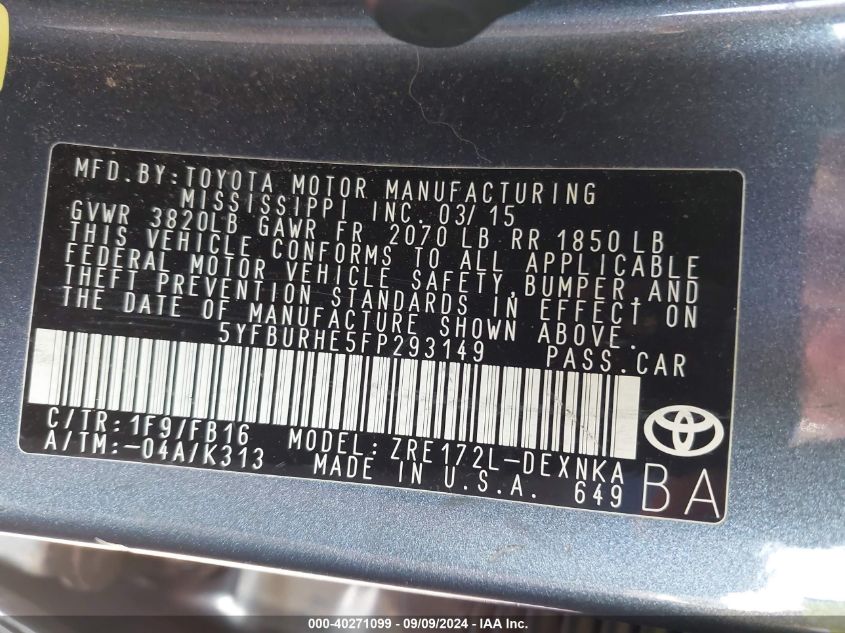 MFD.BY:TOYOTA MOTOR MANUFACTURING
MISSISSIPPI INC. 03/15
GVWR 3820LB GAWR FR 2070 LB RR 1850 LB
THIS VEHICLE CONFORMS TO ALL APPLICABLE
FEDERAL MOTOR VEHICLE SAFETY,BUMPER,AND
THEFT PREVENTION STANDARDS IN EFFECT ON
THE DATE OF MANUFACTURE SHOWN ABOVE.
5YFBURHE5FP293149 PASS.CAR
C/TR:1F9/FB16 MODEL:ZRE172L-DEXNKA
A/TM:-04A/K313 MADE IN U.S.A. 649
BA
000-40271099 - 09/09/2024 - IAA Inc.